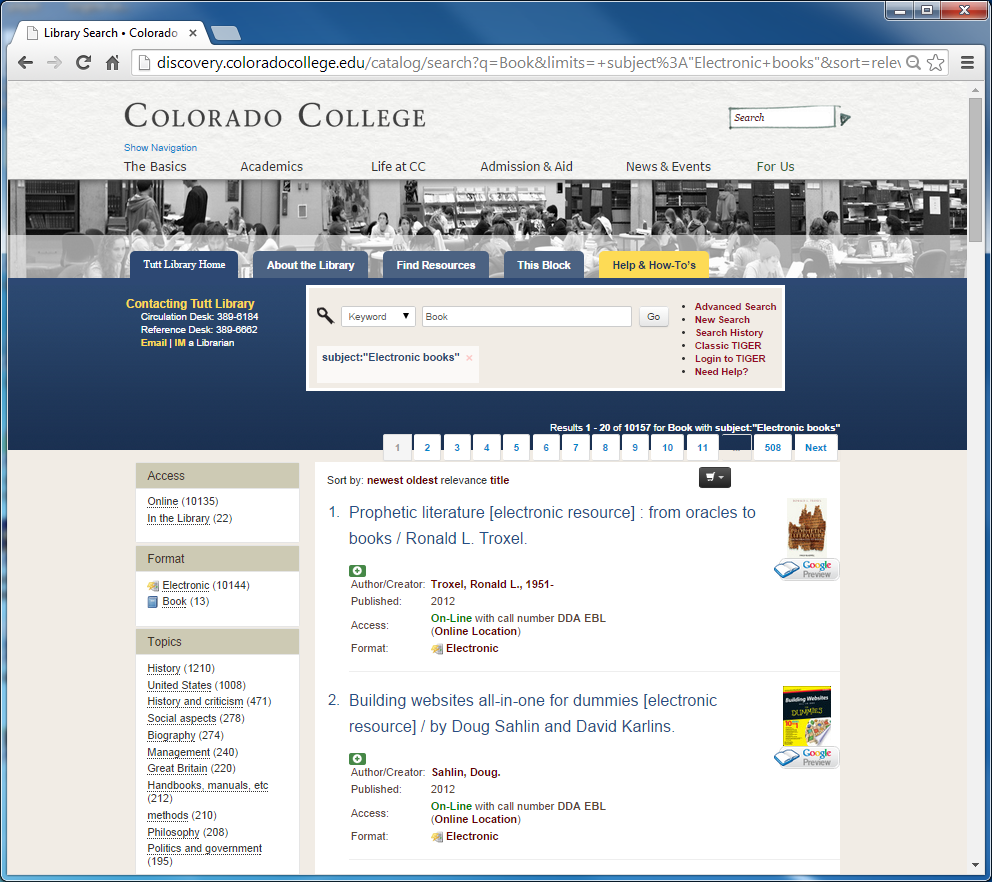 Library Search • Colorado
discovery.coloradocollege.edu/catalog/search?q=Book&limits=+subject%3A"Electronic+books"&sort=relev
COLORADO COLLEGE
Search
Show Navigation
The Basics Academics Life at CC Admission & Aid News & Events For Us
Tutt Library Home About the Library Find Resources This Block Help & How-To's
Contacting Tutt Library
Circulation Desk: 389-6184
Reference Desk: 389-6662
Email | IM a Librarian
Keyword Book Go
subject:"Electronic books" ×
Advanced Search
New Search
Search History
Classic TIGER
Login to TIGER
Need Help?
Results 1 - 20 of 10157 for Book with subject:"Electronic books"
1 2 3 4 5 6 7 8 9 10 11 ... 508 Next
Access
Online (10135)
In the Library (22)
Format
Electronic (10144)
Book (13)
Topics
History (1210)
United States (1008)
History and criticism (471)
Social aspects (278)
Biography (274)
Management (240)
Great Britain (220)
Handbooks, manuals, etc
(212)
methods (210)
Philosophy (208)
Politics and government
(195)
Sort by: newest oldest relevance title
1. Prophetic literature [electronic resource] : from oracles to
books / Ronald L. Troxel.
Author/Creator: Troxel, Ronald L., 1951-
Published: 2012
Access: On-Line with call number DDA EBL
(Online Location)
Format: Electronic
PROPHETIC
LITERATURE
Google
Preview
2. Building websites all-in-one for dummies [electronic
resource] / by Doug Sahlin and David Karlins.
Author/Creator: Sahlin, Doug.
Published: 2012
Access: On-Line with call number DDA EBL
(Online Location)
Format: Electronic
Building Websites
DUMMIES
Google
Preview